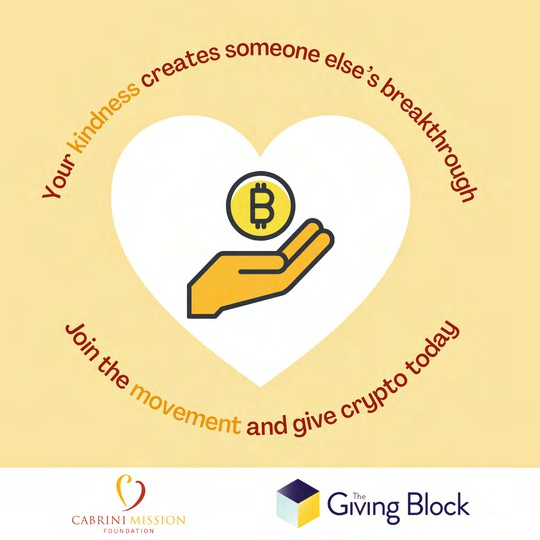 Your kindness creates someone else's breakthrough
Join the movement and give crypto today
CABRINI MISSION
FOUNDATION
The
Giving Block